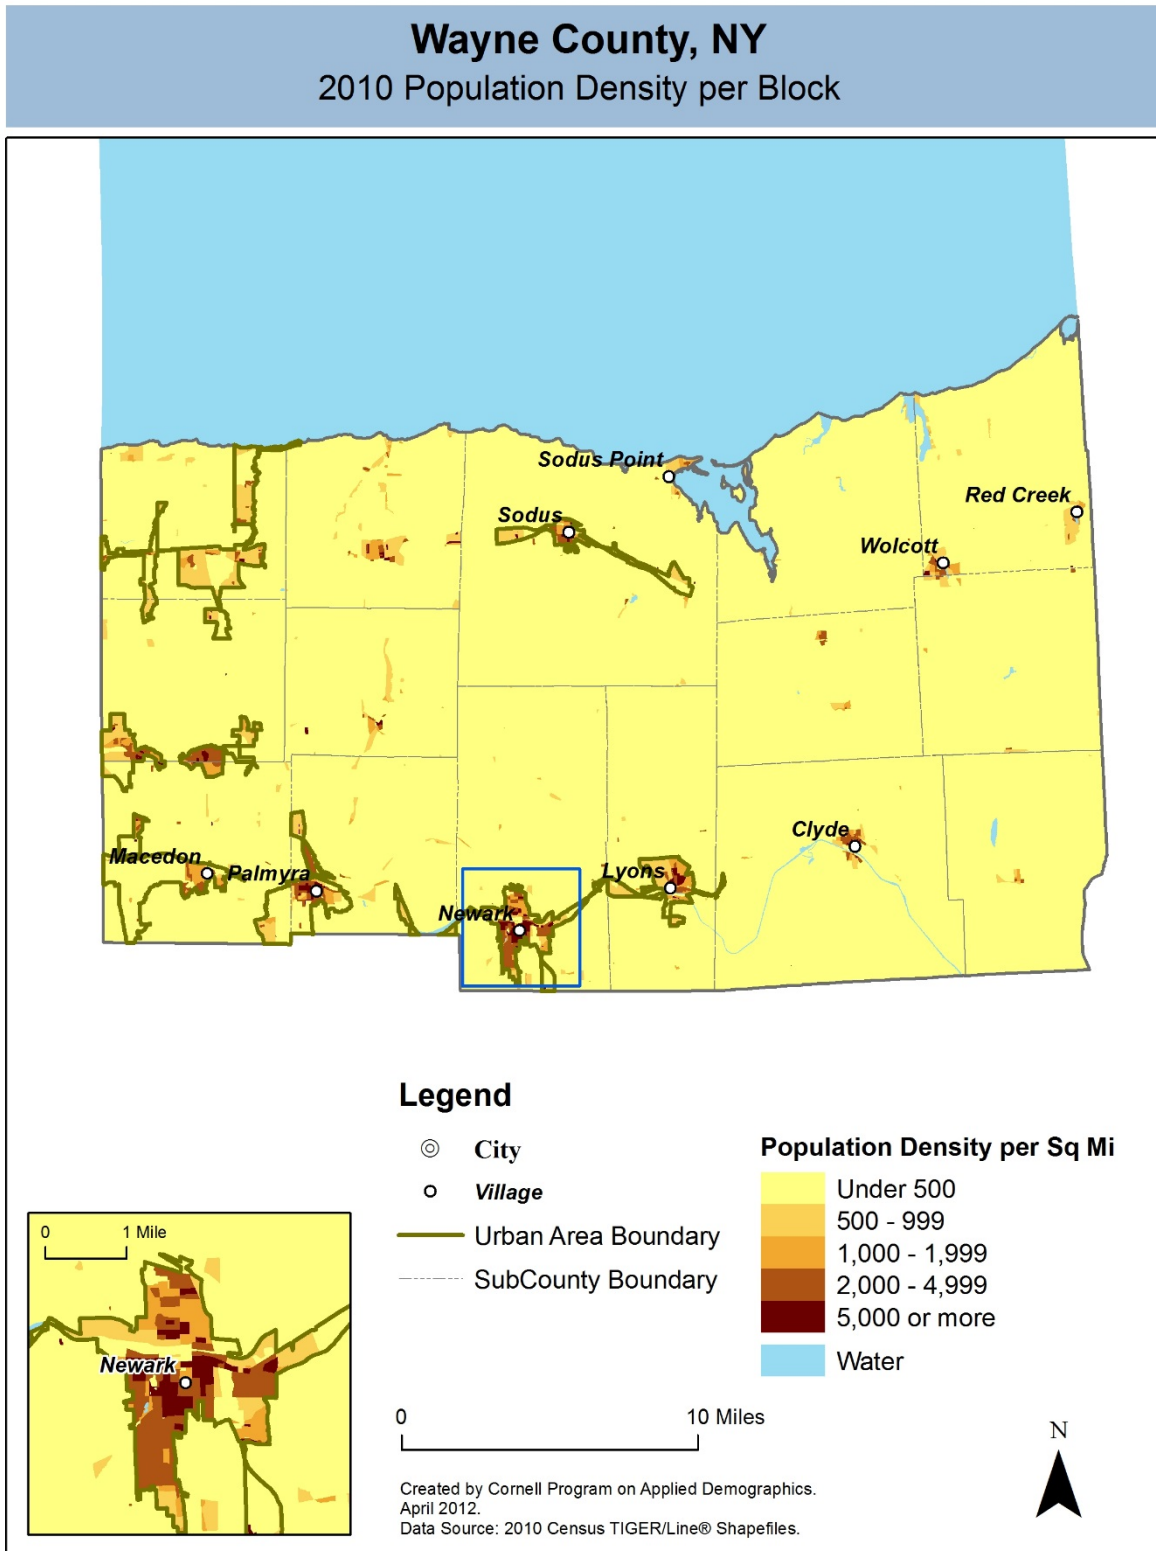 Wayne County, NY
2010 Population Density per Block
Sodus Point
Red Creek
Sodus
Wolcott
Clyde
Macedon
Palmyra
Lyons
Newark
Legend
City
Village
Urban Area Boundary
SubCounty Boundary
Population Density per Sq Mi
Under 500
500 - 999
1,000 - 1,999
2,000 - 4,999
5,000 or more
Water
0 1 Mile
Newark
0 10 Miles
N
Created by Cornell Program on Applied Demographics.
April 2012.
Data Source: 2010 Census TIGER/Line® Shapefiles.